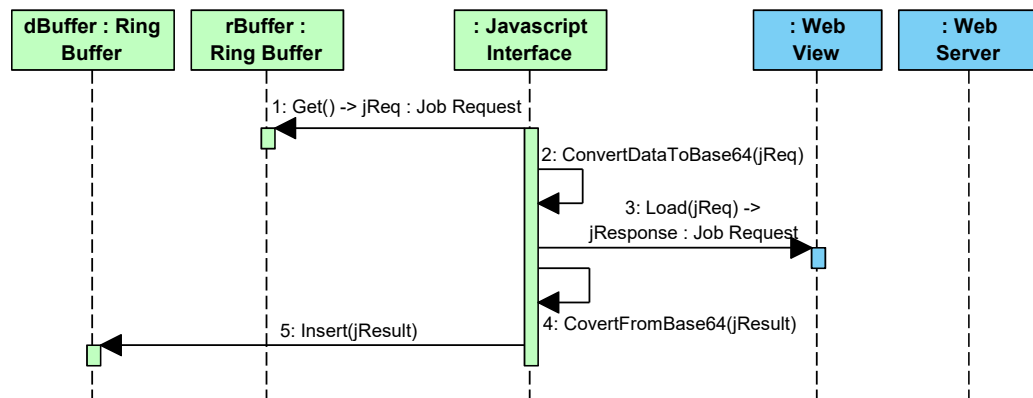 dBuffer : Ring
Buffer
rBuffer :
Ring Buffer
: Javascript
Interface
: Web
View
: Web
Server
1: Get() -> jReq : Job Request
2: ConvertDataToBase64(jReq)
3: Load(jReq) ->
jResponse : Job Request
4: CovertFromBase64(jResult)
5: Insert(jResult)